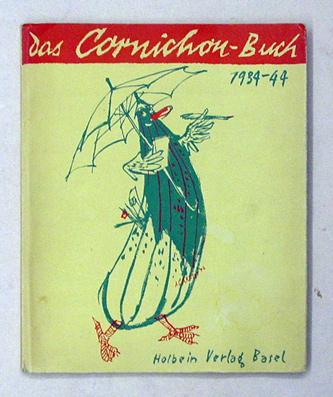 das Cornichon-Buch
1934-44
Holbein Verlag Basel